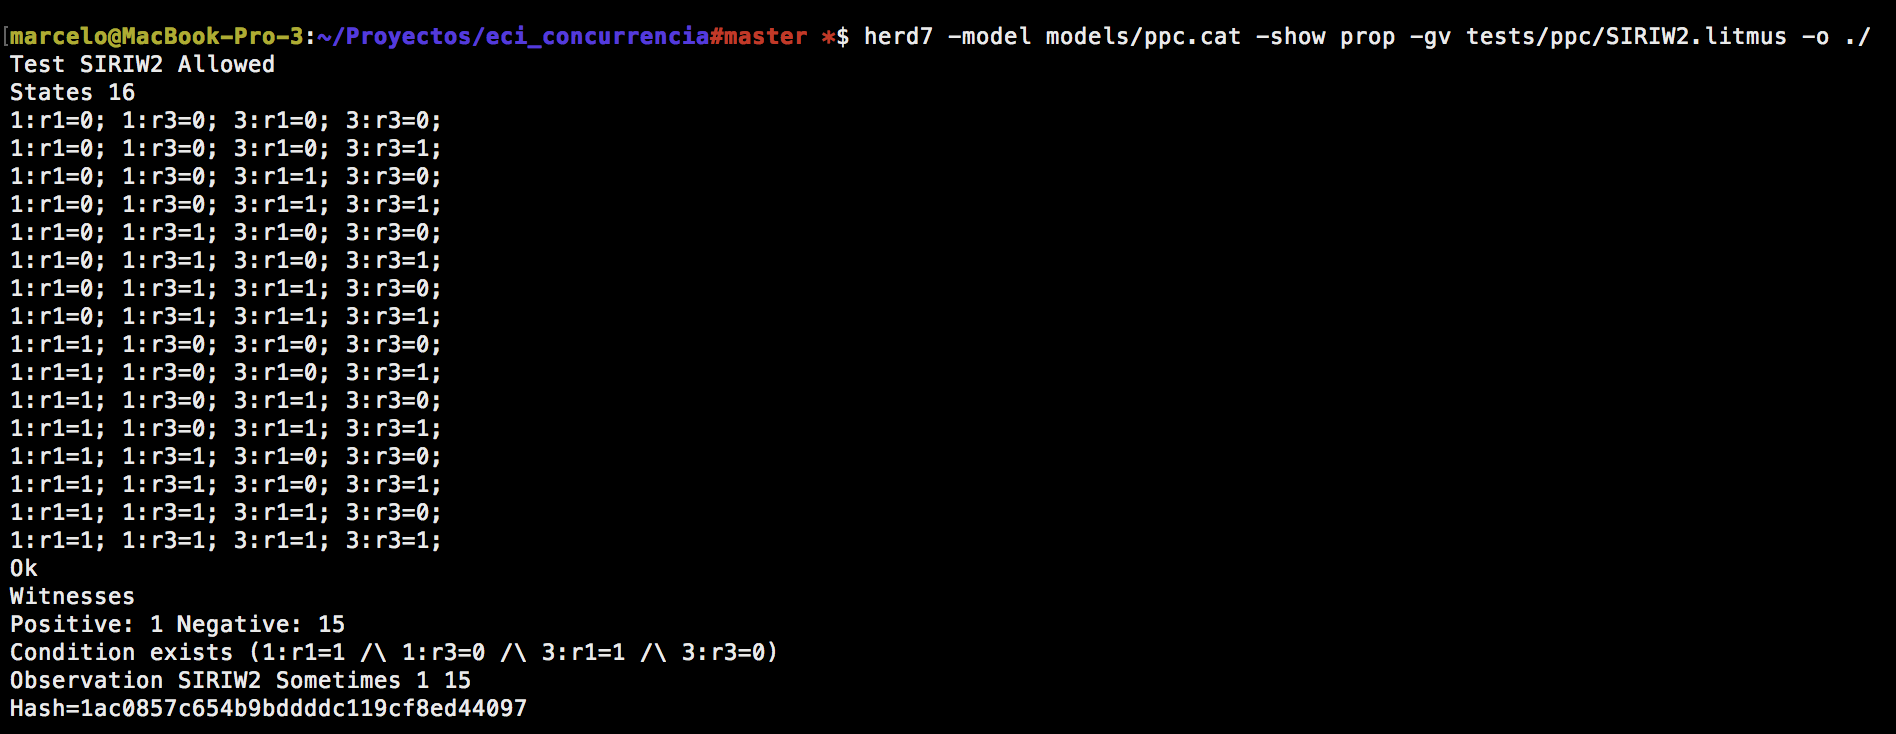 [marcelo@MacBook-Pro-3:~/Proyectos/eci_concurrencia#master *$ herd7 -model models/ppc.cat -show prop -gv tests/ppc/SIRIW2.litmus -o ./
Test SIRIW2 Allowed
States 16
1:r1=0; 1:r3=0; 3:r1=0; 3:r3=0;
1:r1=0; 1:r3=0; 3:r1=0; 3:r3=1;
1:r1=0; 1:r3=0; 3:r1=1; 3:r3=0;
1:r1=0; 1:r3=0; 3:r1=1; 3:r3=1;
1:r1=0; 1:r3=1; 3:r1=0; 3:r3=0;
1:r1=0; 1:r3=1; 3:r1=0; 3:r3=1;
1:r1=0; 1:r3=1; 3:r1=1; 3:r3=0;
1:r1=0; 1:r3=1; 3:r1=1; 3:r3=1;
1:r1=1; 1:r3=0; 3:r1=0; 3:r3=0;
1:r1=1; 1:r3=0; 3:r1=0; 3:r3=1;
1:r1=1; 1:r3=0; 3:r1=1; 3:r3=0;
1:r1=1; 1:r3=0; 3:r1=1; 3:r3=1;
1:r1=1; 1:r3=1; 3:r1=0; 3:r3=0;
1:r1=1; 1:r3=1; 3:r1=0; 3:r3=1;
1:r1=1; 1:r3=1; 3:r1=1; 3:r3=0;
1:r1=1; 1:r3=1; 3:r1=1; 3:r3=1;
Ok
Witnesses
Positive: 1 Negative: 15
Condition exists (1:r1=1 /\ 1:r3=0 /\ 3:r1=1 /\ 3:r3=0)
Observation SIRIW2 Sometimes 1 15
Hash=1ac0857c654b9bddddc119cf8ed44097